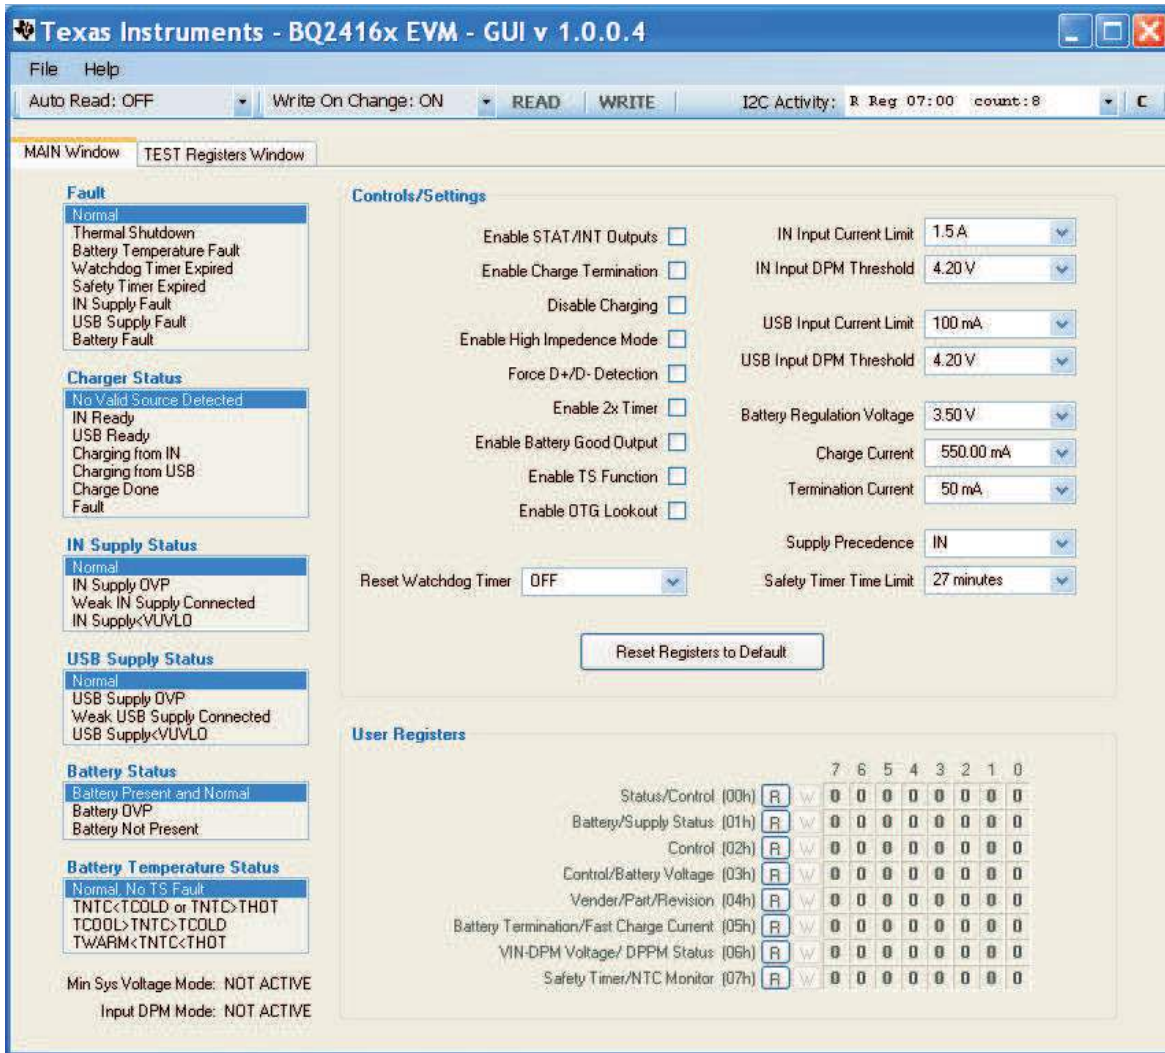 Texas Instruments - BQ2416x EVM - GUI v 1.0.0.4
File Help
Auto Read: OFF Write On Change: ON READ WRITE I2C Activity: R Reg 07:00 count:8 C
MAIN Window TEST Registers Window
Fault
Normal
Thermal Shutdown
Battery Temperature Fault
Watchdog Timer Expired
Safety Timer Expired
IN Supply Fault
USB Supply Fault
Battery Fault
Charger Status
No Valid Source Detected
IN Ready
USB Ready
Charging from IN
Charging from USB
Charge Done
Fault
IN Supply Status
Normal
IN Supply OVP
Weak IN Supply Connected
IN Supply<VUVLO
USB Supply Status
Normal
USB Supply OVP
Weak USB Supply Connected
USB Supply<VUVLO
Battery Status
Battery Present and Normal
Battery OVP
Battery Not Present
Battery Temperature Status
Normal, No TS Fault
TNTC<TCOLD or TNTC>THOT
TCOOL>TNTC>TCOLD
TWARM<TNTC<THOT
Min Sys Voltage Mode: NOT ACTIVE
Input DPM Mode: NOT ACTIVE
Controls/Settings
Enable STAT/INT Outputs
Enable Charge Termination
Disable Charging
Enable High Impedence Mode
Force D+/D- Detection
Enable 2x Timer
Enable Battery Good Output
Enable TS Function
Enable OTG Lookout
Reset Watchdog Timer OFF
IN Input Current Limit 1.5 A
IN Input DPM Threshold 4.20 V
USB Input Current Limit 100 mA
USB Input DPM Threshold 4.20 V
Battery Regulation Voltage 3.50 V
Charge Current 550.00 mA
Termination Current 50 mA
Supply Precedence IN
Safety Timer Time Limit 27 minutes
Reset Registers to Default
User Registers
7 6 5 4 3 2 1 0
Status/Control (00h) R W 0 0 0 0 0 0 0 0
Battery/Supply Status (01h) R W 0 0 0 0 0 0 0 0
Control (02h) R W 0 0 0 0 0 0 0 0
Control/Battery Voltage (03h) R W 0 0 0 0 0 0 0 0
Vender/Part/Revision (04h) R W 0 0 0 0 0 0 0 0
Battery Termination/Fast Charge Current (05h) R W 0 0 0 0 0 0 0 0
VIN-DPM Voltage/ DPPM Status (06h) R W 0 0 0 0 0 0 0 0
Safety Timer/NTC Monitor (07h) R W 0 0 0 0 0 0 0 0